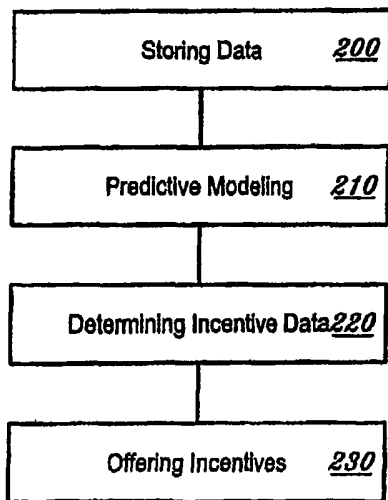 Storing Data 200
Predictive Modeling 210
Determining Incentive Data 220
Offering Incentives 230